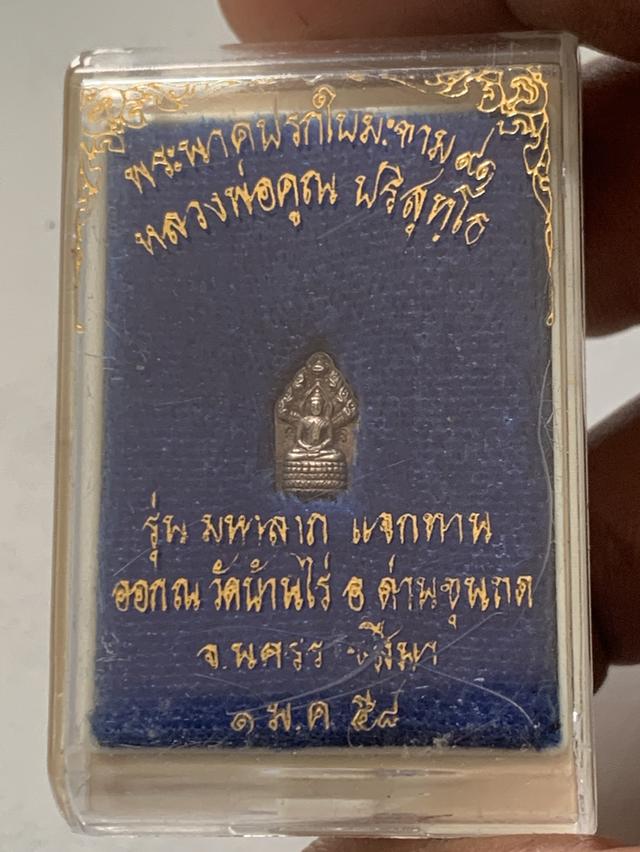 พระนาคปรกใบมะขาม ๙๑
หลวงพ่อคูณ ปริสุทฺโธ
รุ่น มหาลาภ แจกทาน
ออกณ วัดบ้านไร่ อ ด่านขุนทด
จ.นครราชสีมา
๑ ม.ค ๕๘